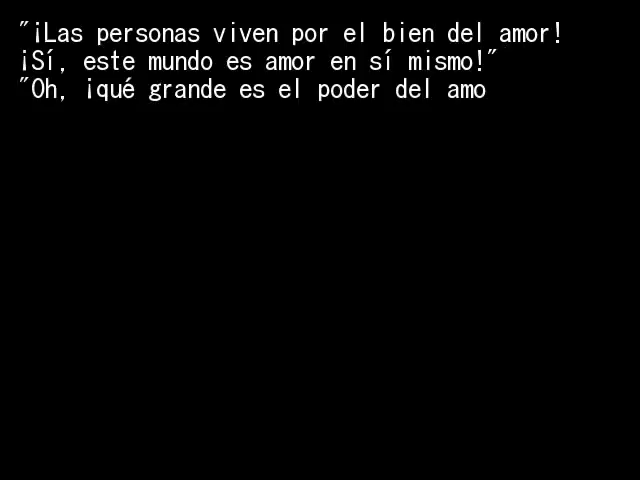 "¡Las personas viven por el bien del amor!
¡Sí, este mundo es amor en sí mismo!"
"Oh, ¡qué grande es el poder del amo